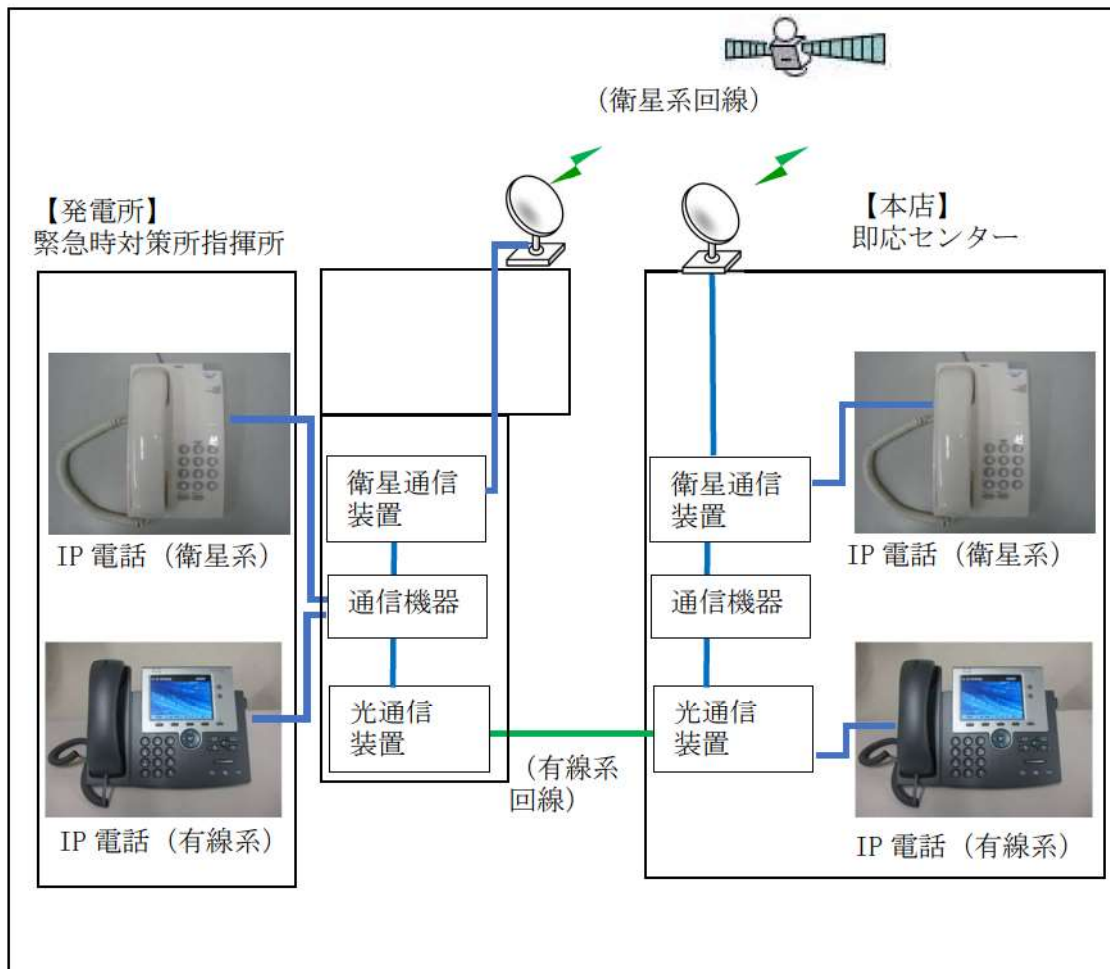 （衛星系回線）
【発電所】
緊急時対策所指揮所
【本店】
即応センター
衛星通信
装置
IP 電話（衛星系）
通信機器
光通信
装置
IP 電話（有線系）
（有線系
回線）
衛星通信
装置
IP 電話（衛星系）
通信機器
光通信
装置
IP 電話（有線系）